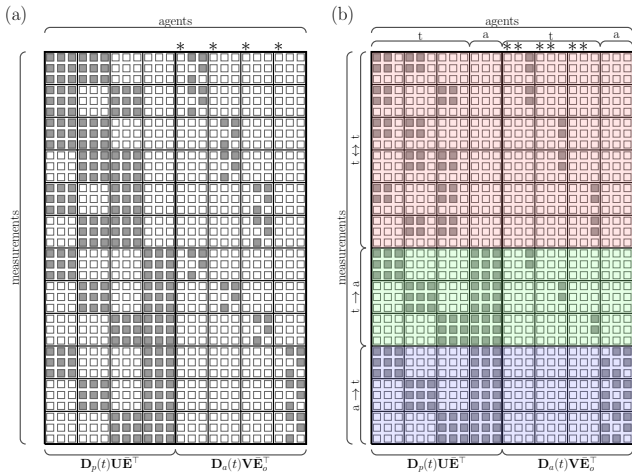 (a)
agents
* * * *
measurements
D_p(t)UĒ^⊤
D_a(t)VĒ_o^⊤
(b)
agents
t a t a
** ** **
measurements
t ↔ t
t → a
a → t
D_p(t)UĒ^⊤
D_a(t)VĒ_o^⊤